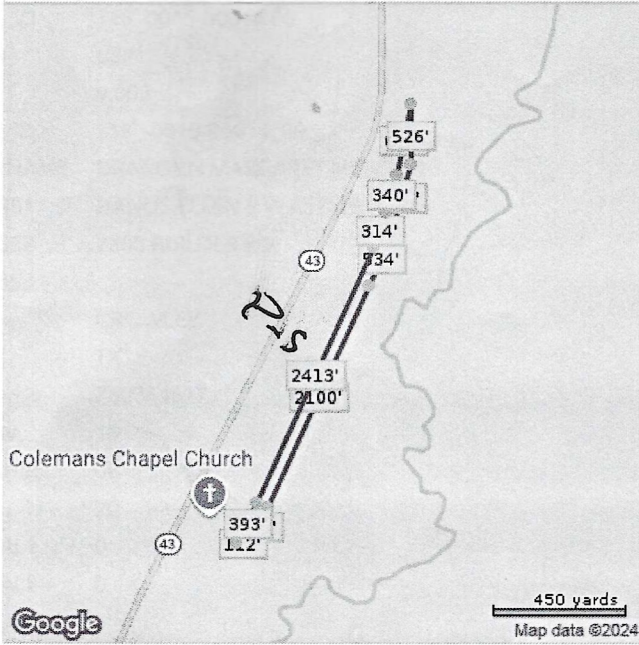 526'
340'
314'
534'
43
R-S
2413'
2100'
Colemans Chapel Church
393'
112'
43
450 yards
Google
Map data ©2024